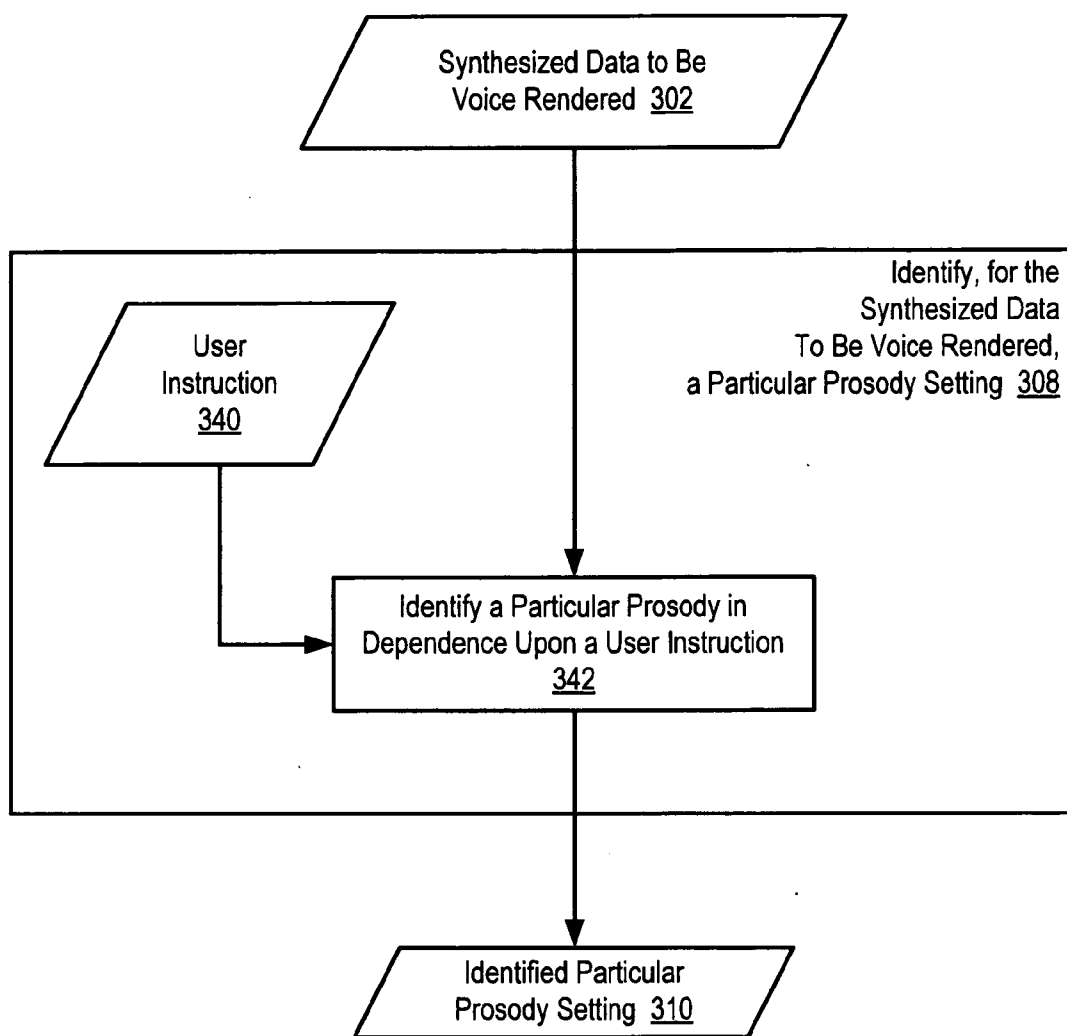 Synthesized Data to Be
Voice Rendered 302
Identify, for the
Synthesized Data
To Be Voice Rendered,
a Particular Prosody Setting 308
User
Instruction
340
Identify a Particular Prosody in
Dependence Upon a User Instruction
342
Identified Particular
Prosody Setting 310